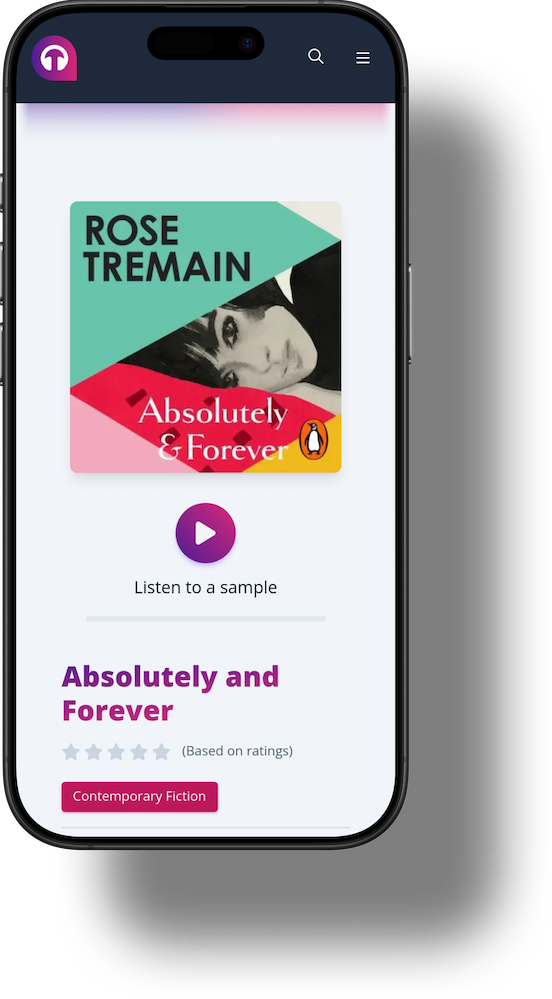 ROSE
TREMAIN
Absolutely
& Forever
Listen to a sample
Absolutely and
Forever
(Based on ratings)
Contemporary Fiction